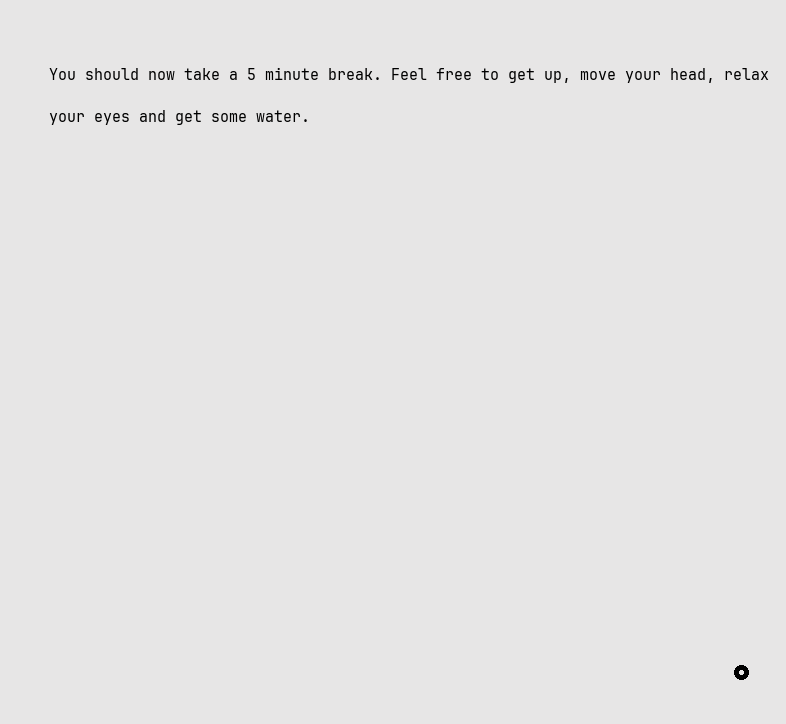 You should now take a 5 minute break. Feel free to get up, move your head, relax
your eyes and get some water.